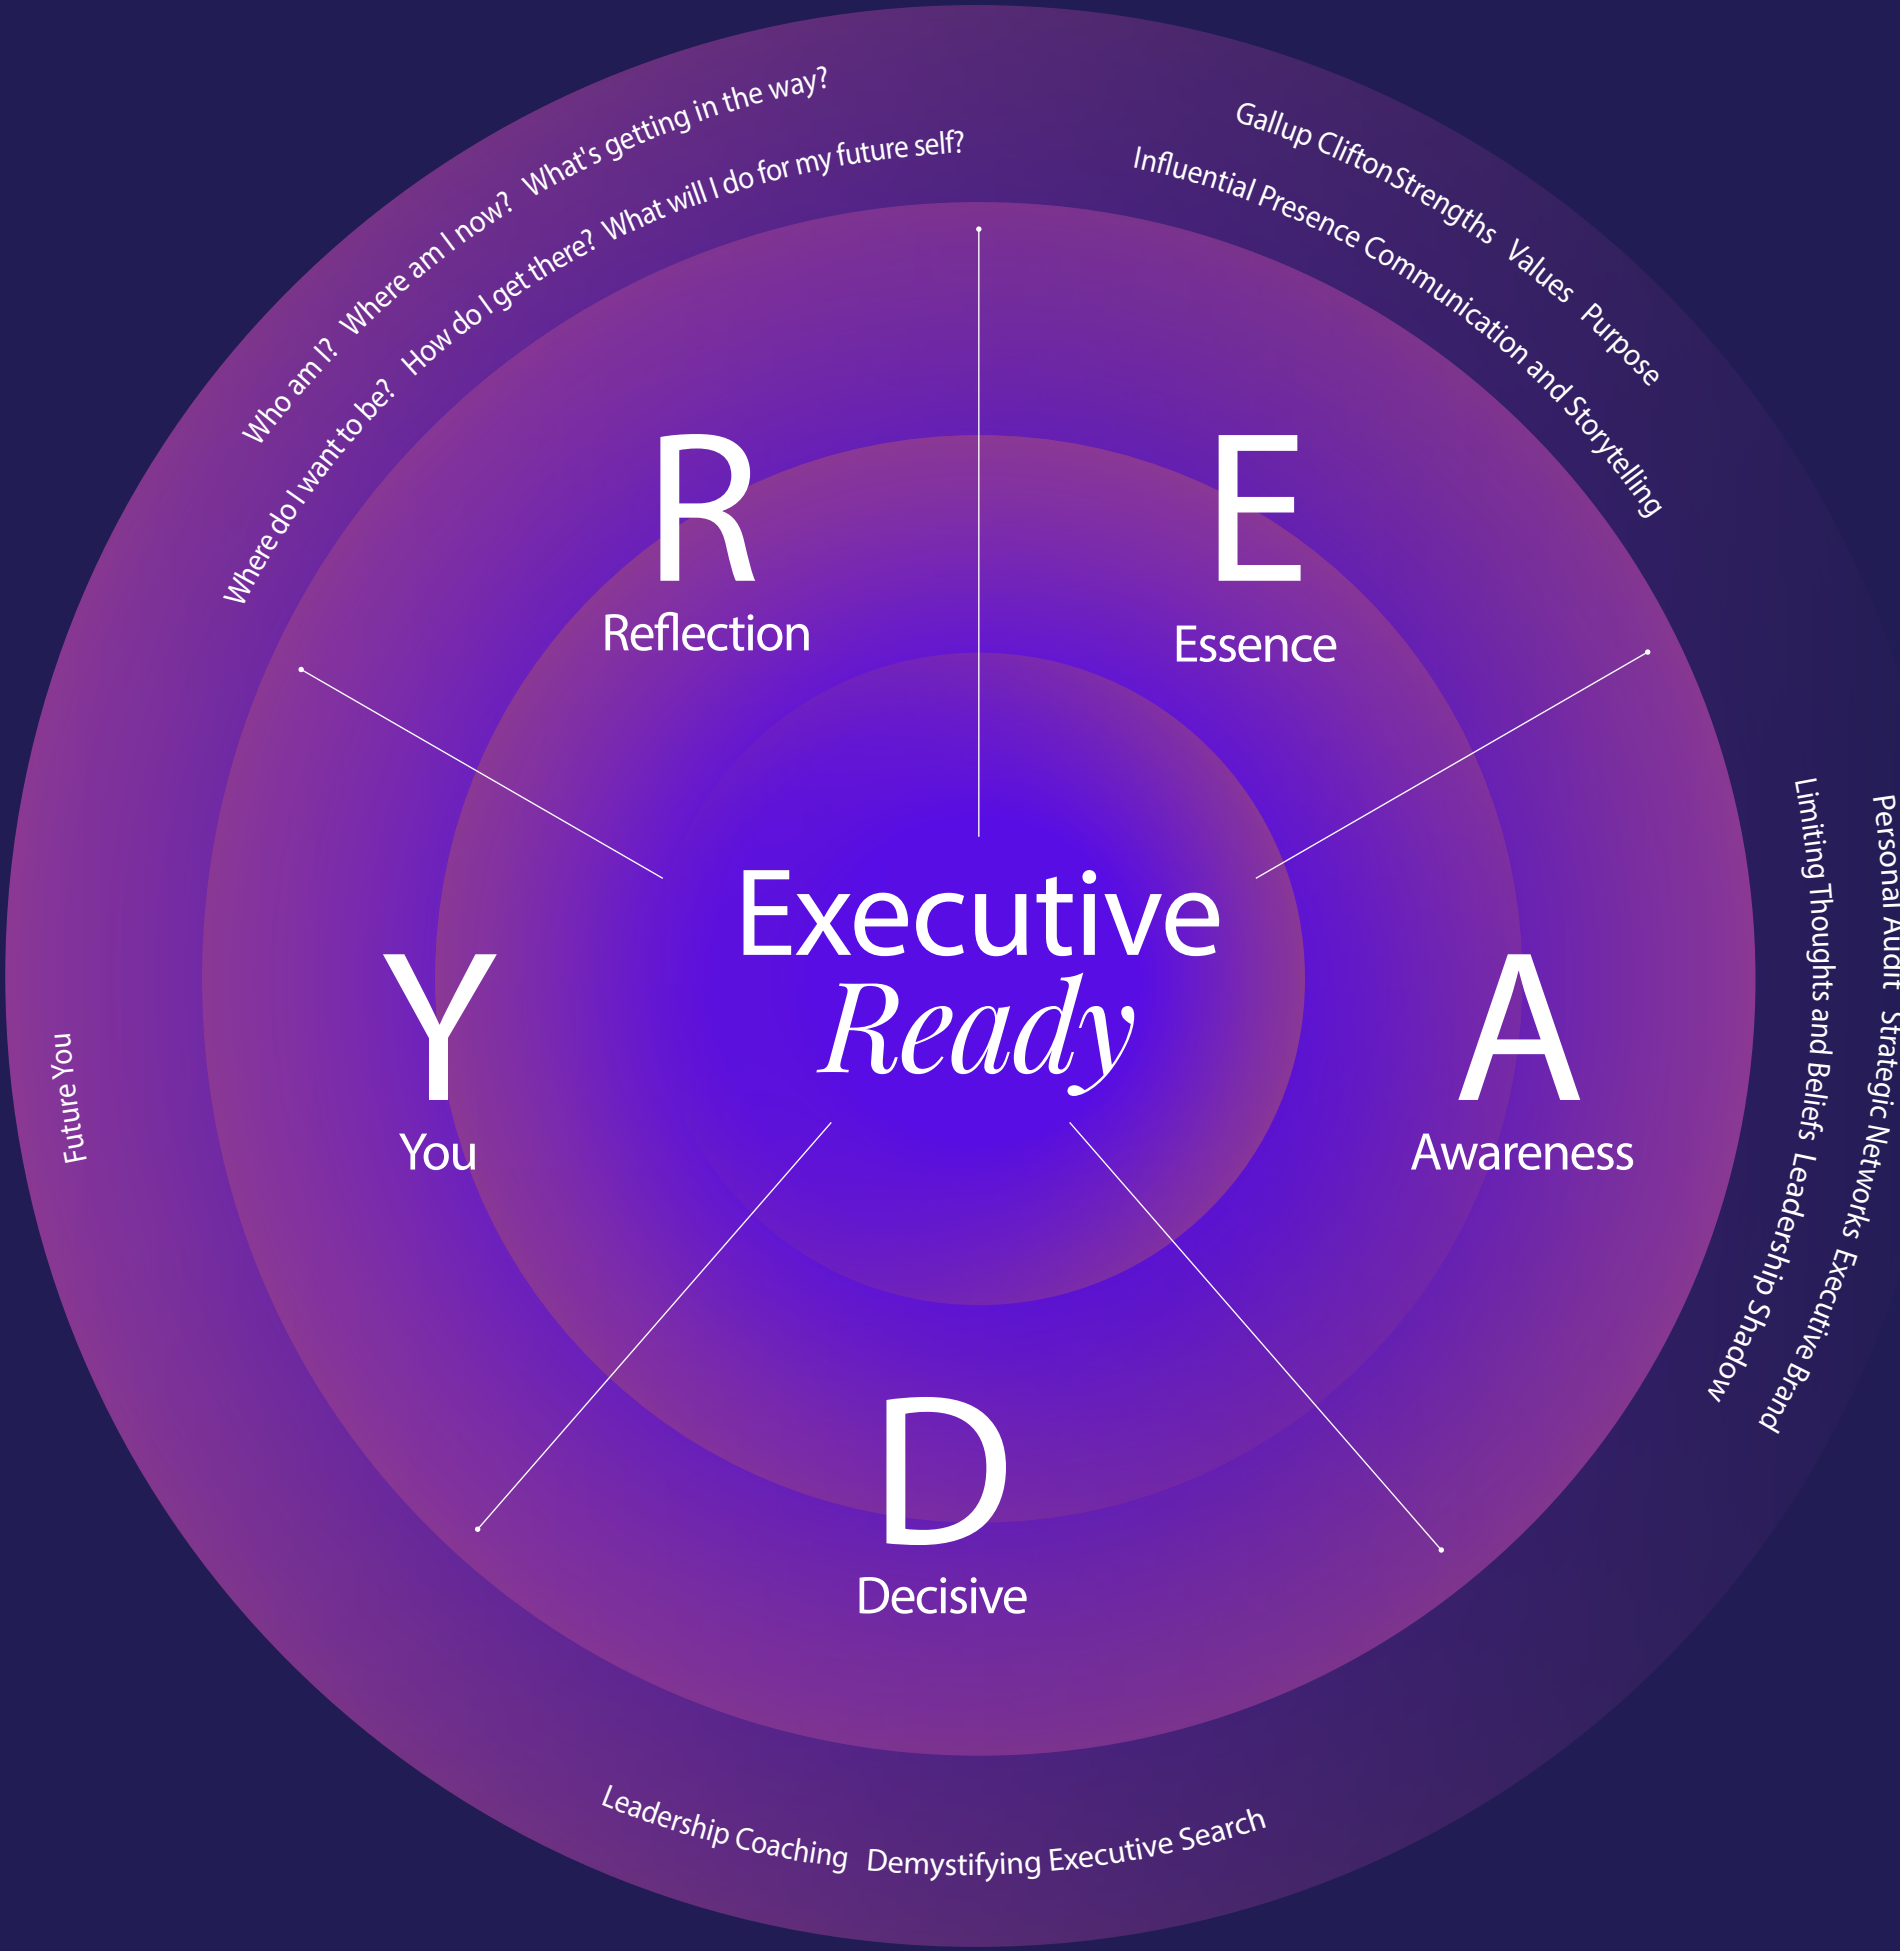 Who am I? Where am I now? What's getting in the way?
Where do I want to be? How do I get there? What will I do for my future self?
Gallup CliftonStrengths Values Purpose
Influential Presence Communication and Storytelling
R
Reflection
E
Essence
Executive
Ready
Y
You
A
Awareness
D
Decisive
Personal Audit Strategic Networks Executive Brand
Limiting Thoughts and Beliefs Leadership Shadow
Leadership Coaching Demystifying Executive Search
Future You